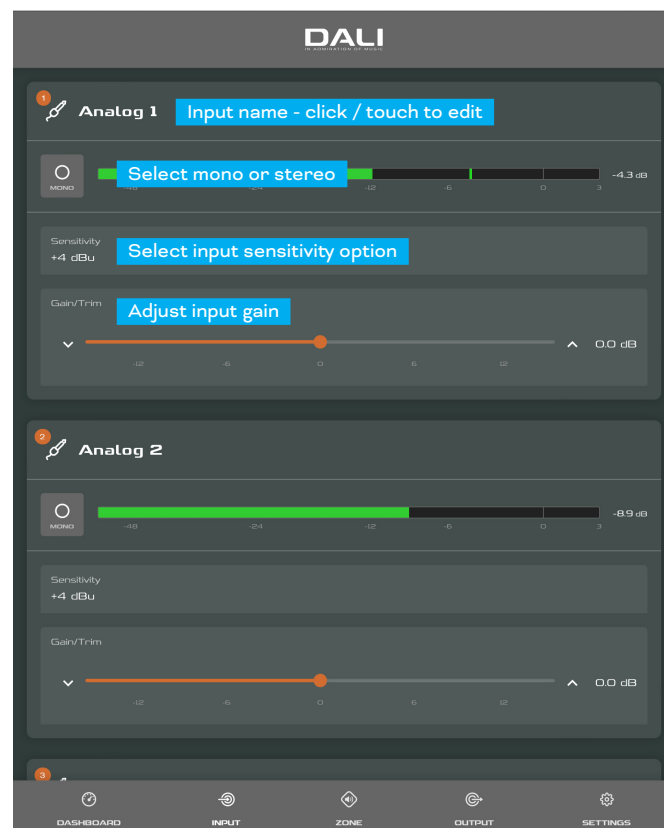 DALI
IN ADMIRATION OF MUSIC
1
Analog 1
Input name - click / touch to edit
MONO
Select mono or stereo
-48 -24 -12 -6 0 3
-4.3 dB
Sensitivity
+4 dBu
Select input sensitivity option
Gain/Trim
Adjust input gain
0.0 dB
-12 -6 0 6 12
2
Analog 2
MONO
-8.9 dB
-48 -24 -12 -6 0 3
Sensitivity
+4 dBu
Gain/Trim
0.0 dB
-12 -6 0 6 12
3
DASHBOARD INPUT ZONE OUTPUT SETTINGS